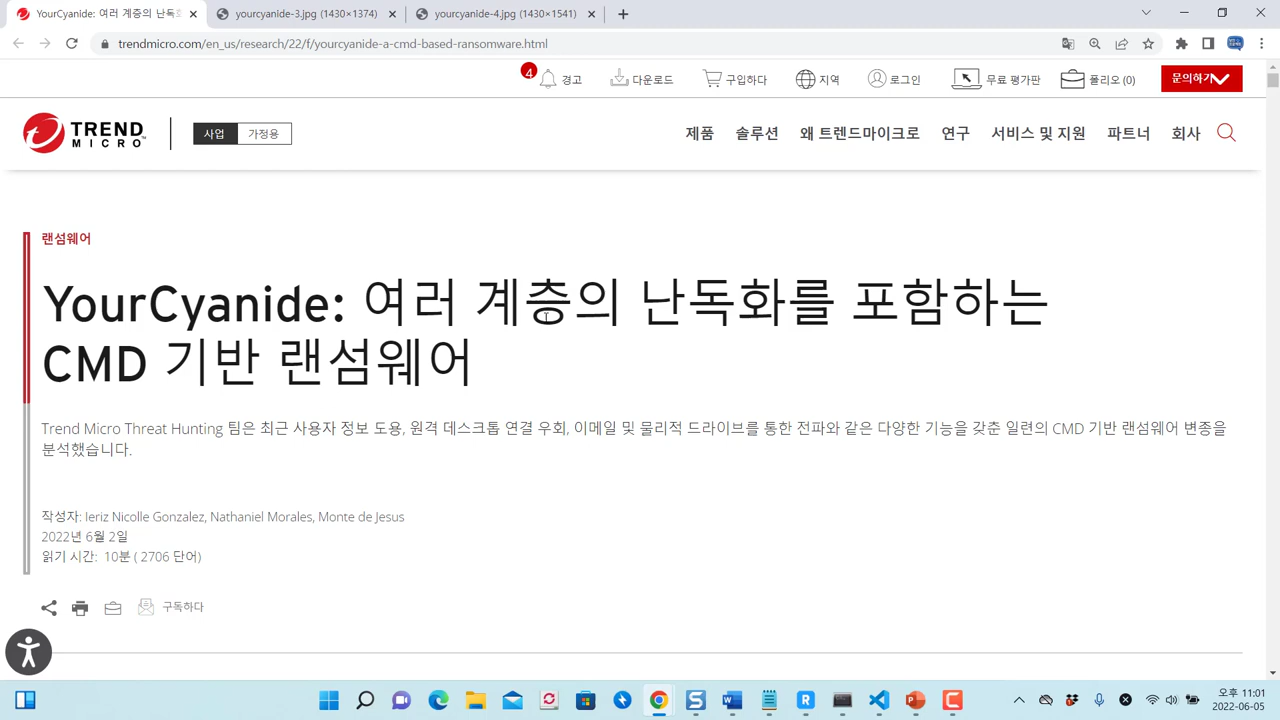 YourCyanide: 여러 계층의 난독화
yourcyanide-3.jpg (1430×1374)
yourcyanide-4.jpg (1430×1541)
trendmicro.com/en_us/research/22/f/yourcyanide-a-cmd-based-ransomware.html
4 경고 다운로드 구입하다 지역 로그인 무료 평가판 폴리오 (0) 문의하기
TREND MICRO™ 사업 가정용 제품 솔루션 왜 트렌드마이크로 연구 서비스 및 지원 파트너 회사
랜섬웨어
YourCyanide: 여러 계층의 난독화를 포함하는
CMD 기반 랜섬웨어
Trend Micro Threat Hunting 팀은 최근 사용자 정보 도용, 원격 데스크톱 연결 우회, 이메일 및 물리적 드라이브를 통한 전파와 같은 다양한 기능을 갖춘 일련의 CMD 기반 랜섬웨어 변종을
분석했습니다.
작성자: Ieriz Nicolle Gonzalez, Nathaniel Morales, Monte de Jesus
2022년 6월 2일
읽기 시간: 10분 ( 2706 단어)
구독하다
오후 11:01
2022-06-05